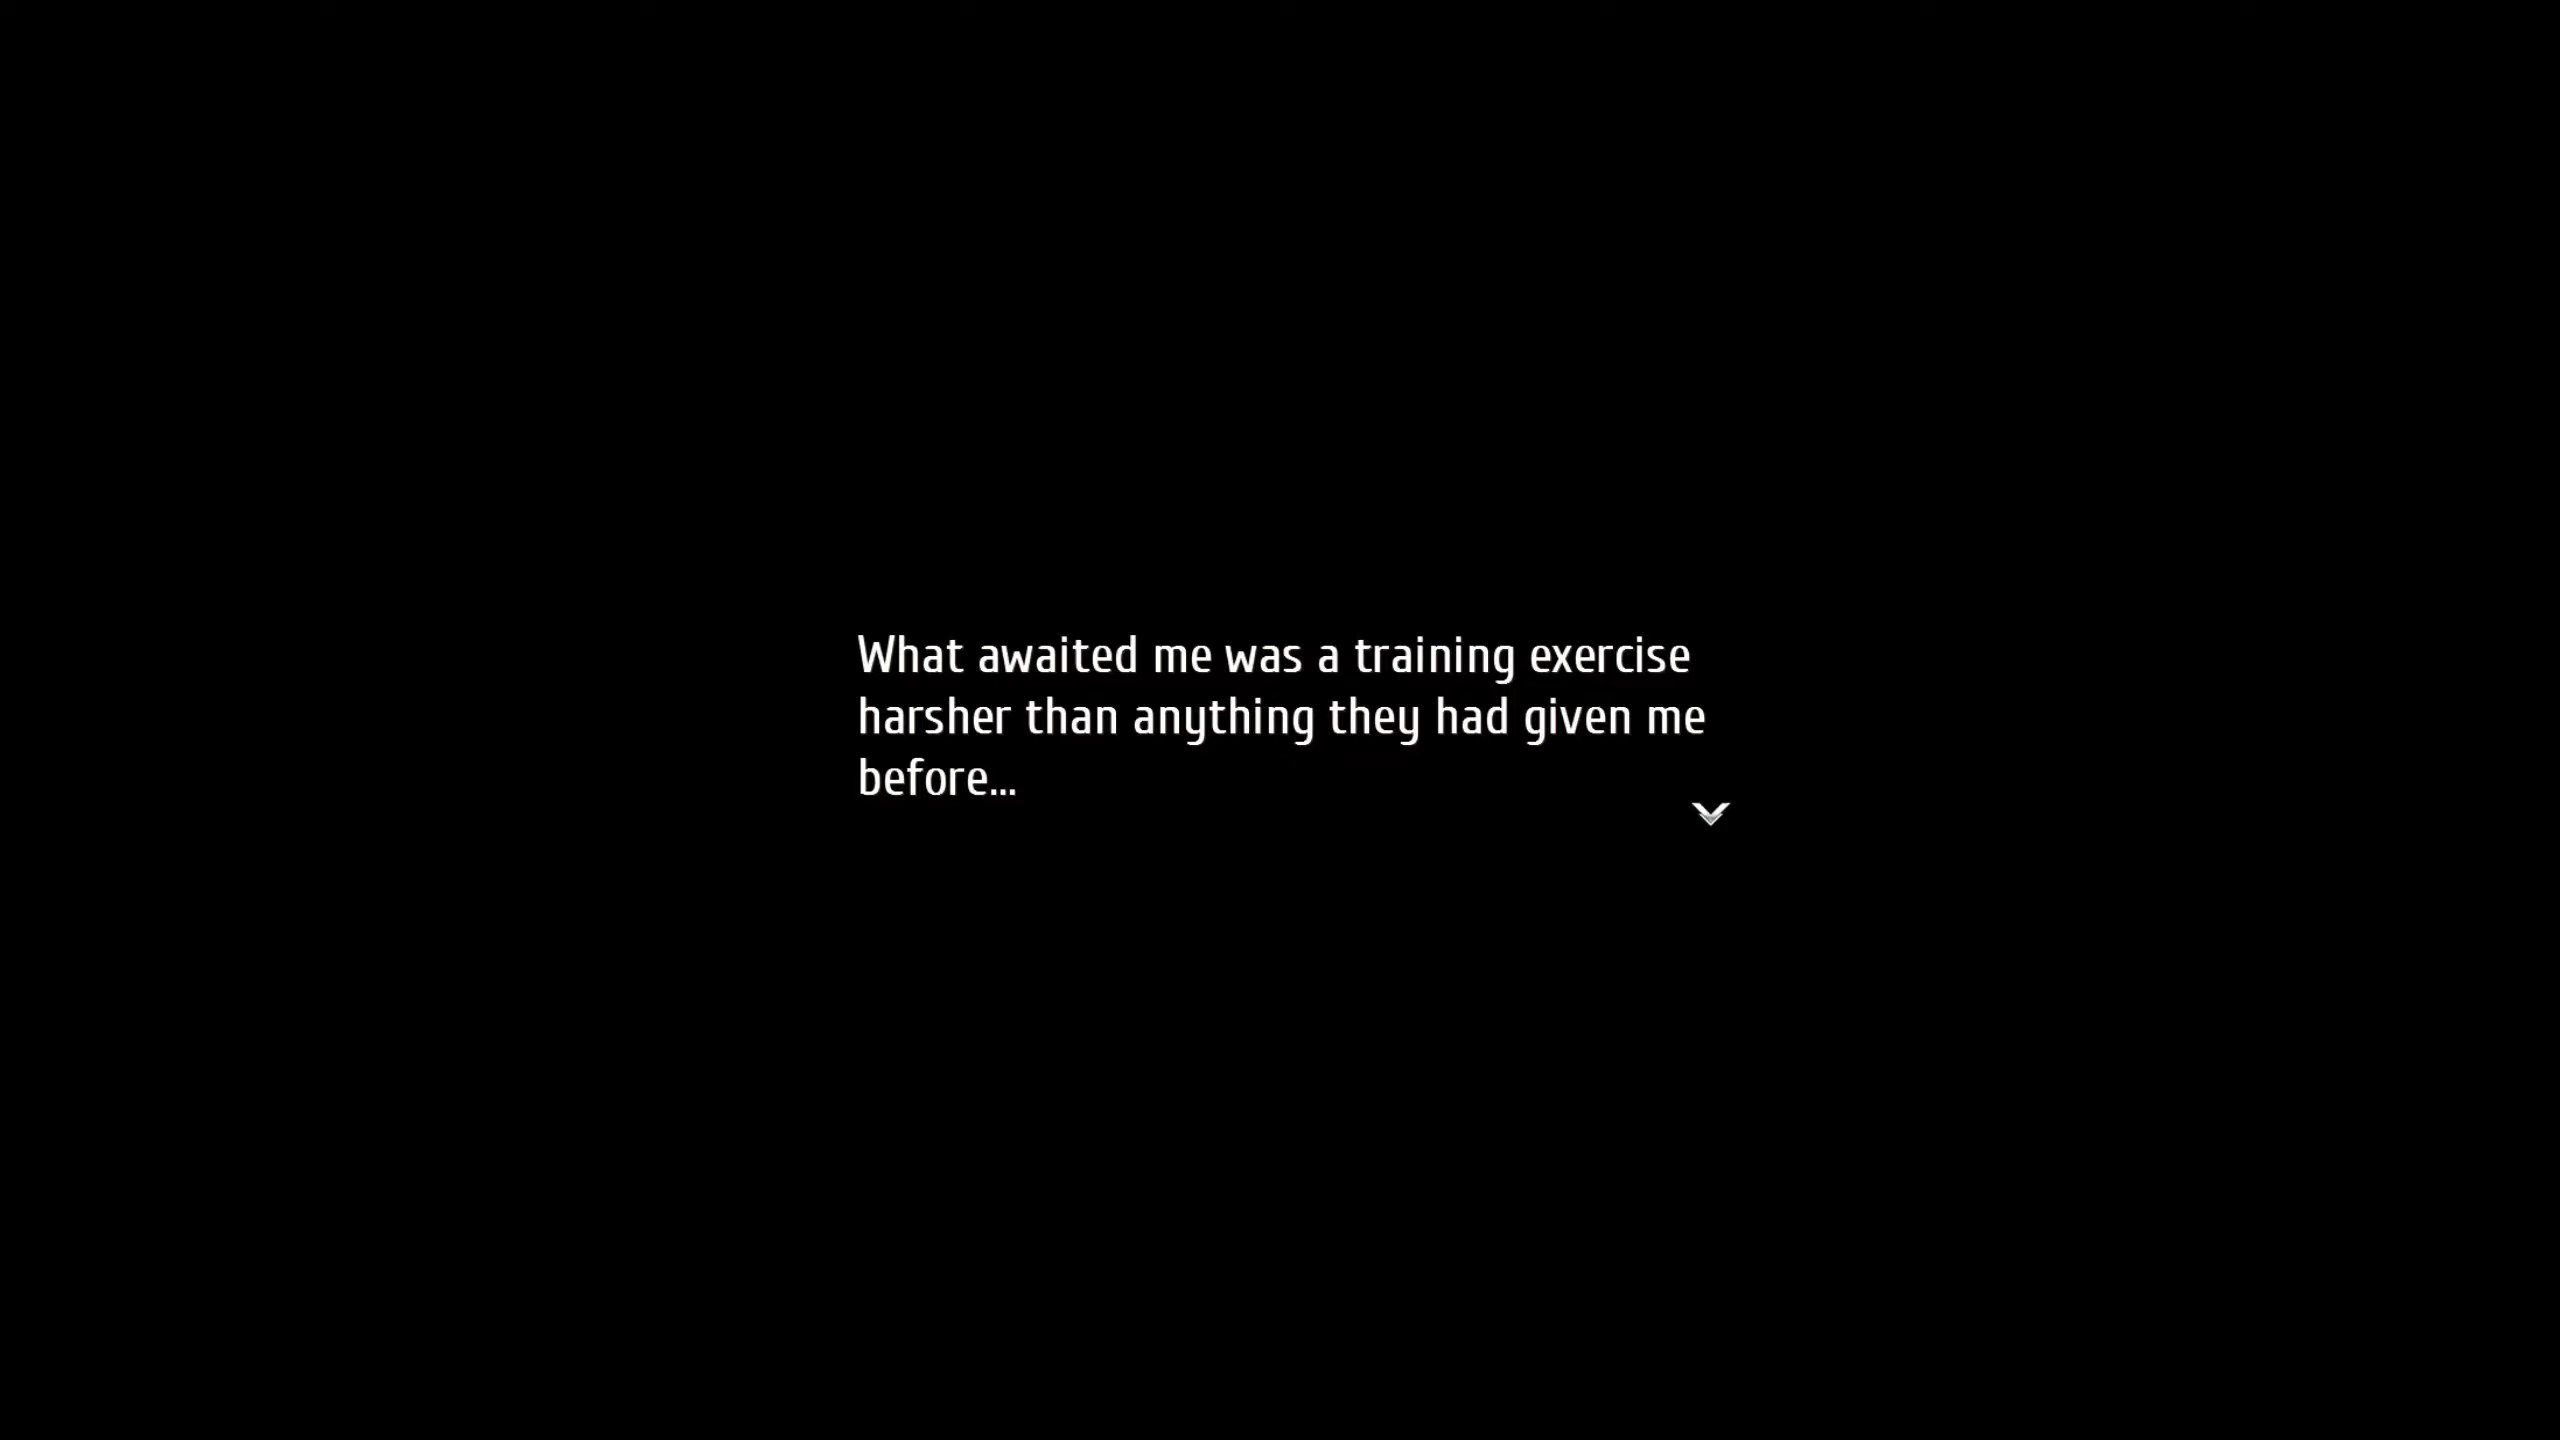 What awaited me was a training exercise
harsher than anything they had given me
before...